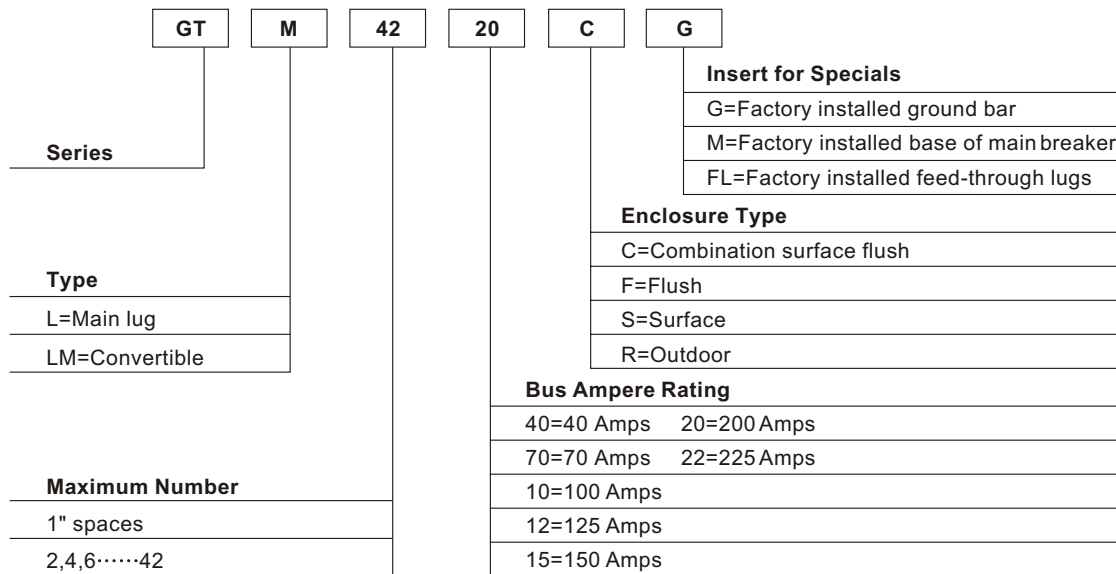 GT M 42 20 C G
Insert for Specials
G=Factory installed ground bar
M=Factory installed base of main breaker
FL=Factory installed feed-through lugs
Series
Enclosure Type
C=Combination surface flush
F=Flush
S=Surface
R=Outdoor
Type
L=Main lug
LM=Convertible
Bus Ampere Rating
40=40 Amps 20=200 Amps
70=70 Amps 22=225 Amps
10=100 Amps
12=125 Amps
15=150 Amps
Maximum Number
1" spaces
2,4,6······42